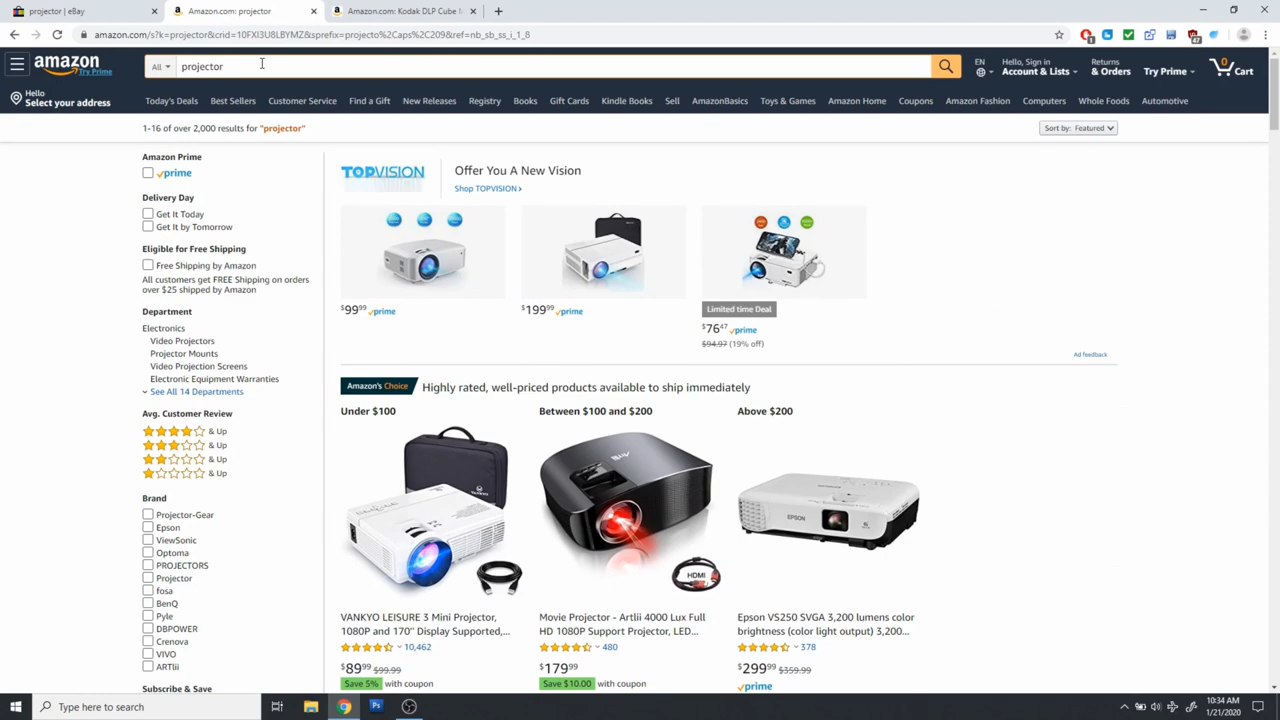 projector | eBay
Amazon.com: projector
Amazon.com: Kodak DLP Cube M
amazon.com/s?k=projector&crid=10FXI3U8LBYMZ&sprefix=projecto%2Caps%2C209&ref=nb_sb_ss_i_1_8
amazon
Try Prime
All
projector
EN
Hello, Sign in
Account & Lists
Returns
& Orders
Try Prime
0
Cart
Hello
Select your address
Today's Deals Best Sellers Customer Service Find a Gift New Releases Registry Books Gift Cards Kindle Books Sell AmazonBasics Toys & Games Amazon Home Coupons Amazon Fashion Computers Whole Foods Automotive
1-16 of over 2,000 results for "projector"
Sort by: Featured
Amazon Prime
prime
Delivery Day
Get It Today
Get It by Tomorrow
Eligible for Free Shipping
Free Shipping by Amazon
All customers get FREE Shipping on orders
over $25 shipped by Amazon
Department
Electronics
Video Projectors
Projector Mounts
Video Projection Screens
Electronic Equipment Warranties
See All 14 Departments
Avg. Customer Review
& Up
& Up
& Up
& Up
Brand
Projector-Gear
Epson
ViewSonic
Optoma
PROJECTORS
Projector
fosa
BenQ
Pyle
DBPOWER
Crenova
VIVO
ARTlii
Subscribe & Save
TOPVISION
Offer You A New Vision
Shop TOPVISION ›
$99⁹⁹ prime
$199⁹⁹ prime
Limited time Deal
$76⁴⁷ prime
$94.97 (19% off)
Ad feedback
Amazon's Choice
Highly rated, well-priced products available to ship immediately
Under $100
VANKYO LEISURE 3 Mini Projector,
1080P and 170" Display Supported,...
10,462
$89⁹⁹ $99.99
Save 5% with coupon
Between $100 and $200
HDMI
Movie Projector - Artlii 4000 Lux Full
HD 1080P Support Projector, LED...
480
$179⁹⁹
Save $10.00 with coupon
Above $200
EPSON
Epson VS250 SVGA 3,200 lumens color
brightness (color light output) 3,200...
378
$299⁹⁹ $359.99
prime
Type here to search
Ps
10:34 AM
1/21/2020